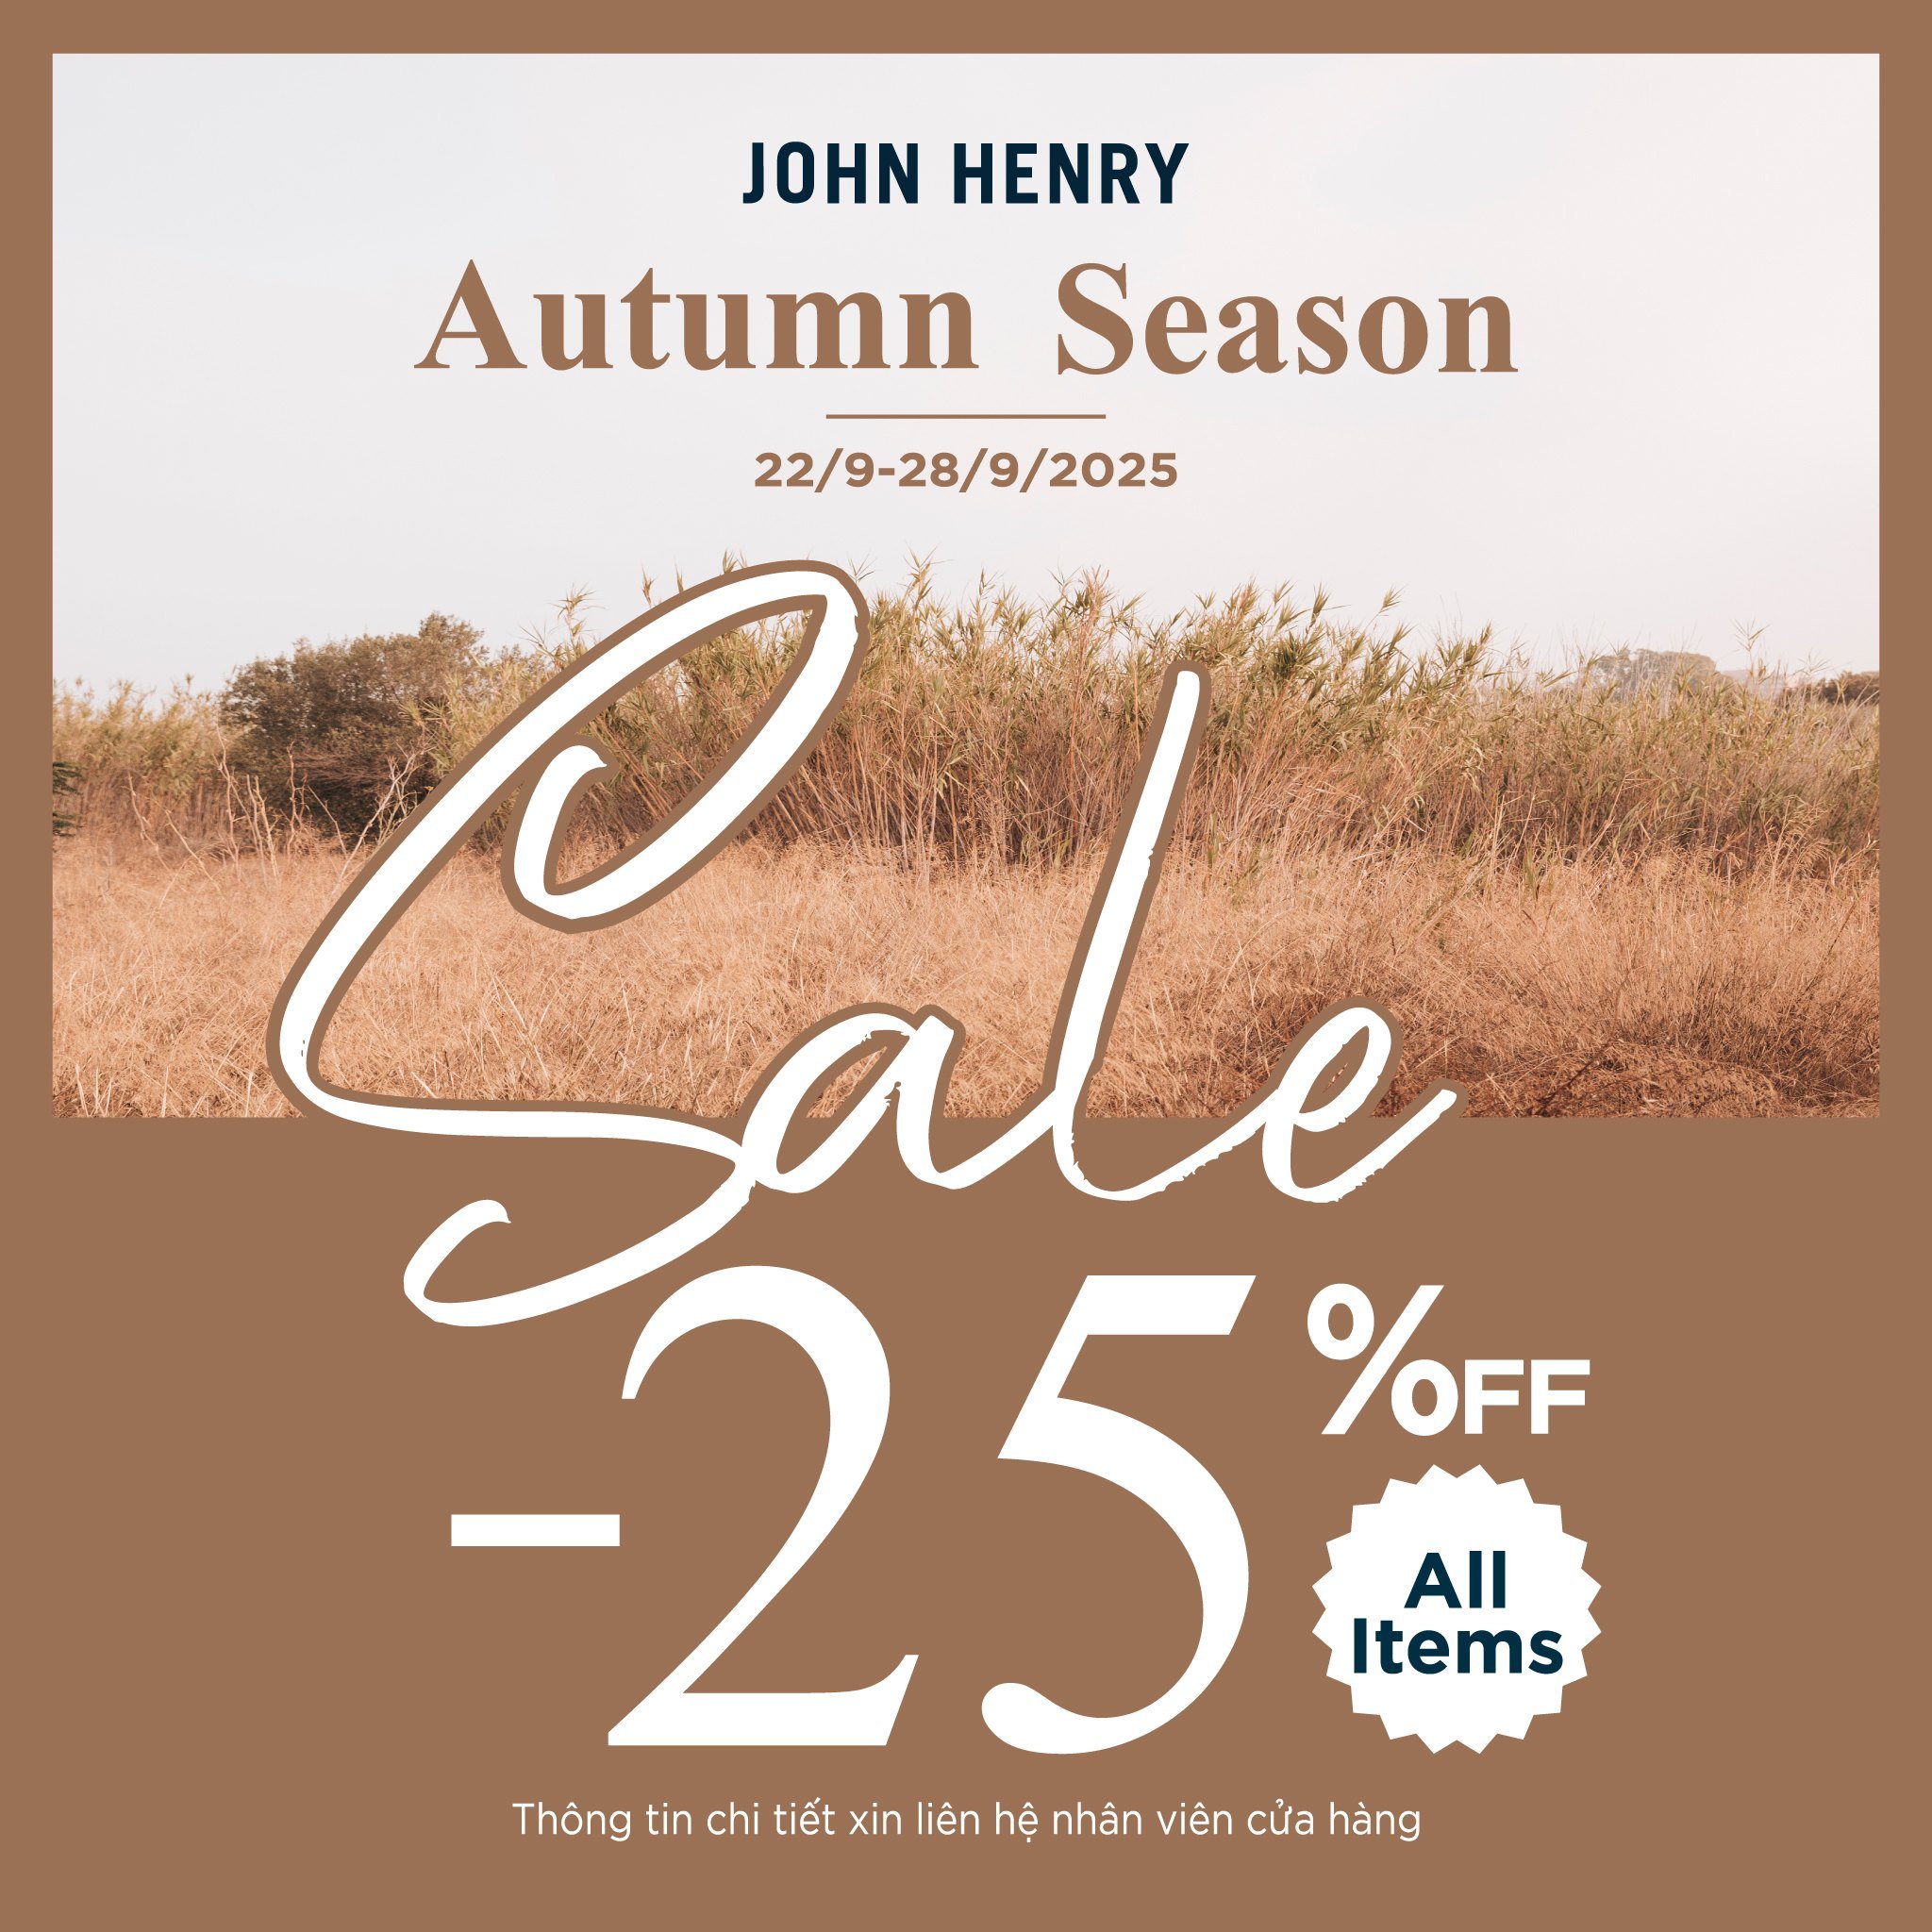 JOHN HENRY
Autumn Season
22/9-28/9/2025
Sale
-25%OFF
All
Items
Thông tin chi tiết xin liên hệ nhân viên cửa hàng